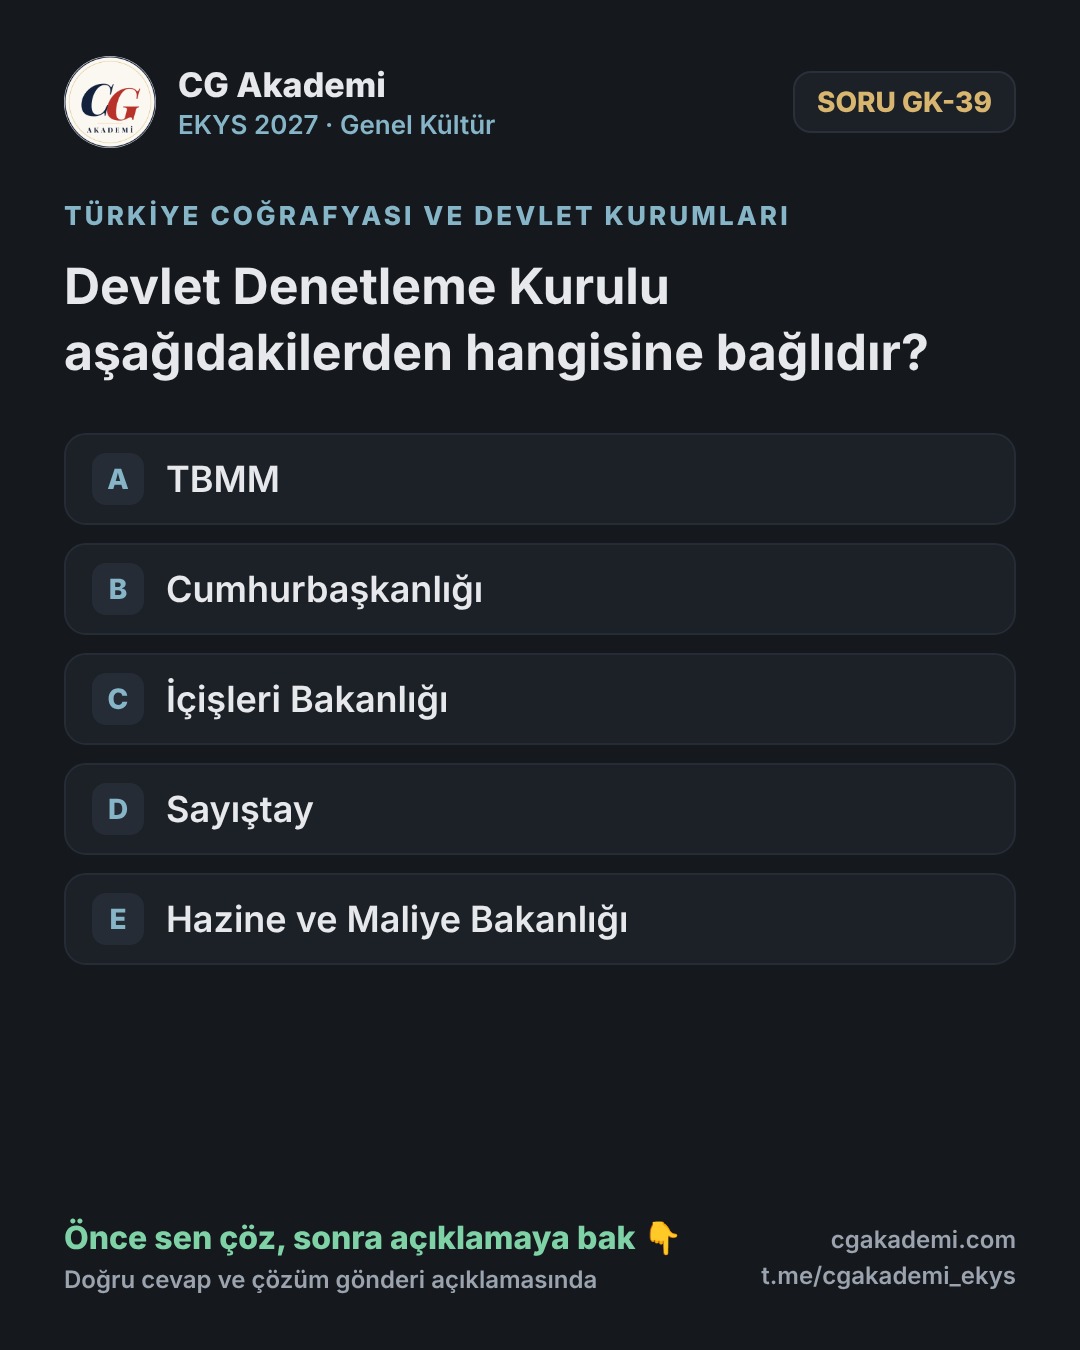 CG
AKADEMİ
CG Akademi
EKYS 2027 · Genel Kültür
SORU GK-39
TÜRKİYE COĞRAFYASI VE DEVLET KURUMLARI
Devlet Denetleme Kurulu
aşağıdakilerden hangisine bağlıdır?
A TBMM
B Cumhurbaşkanlığı
C İçişleri Bakanlığı
D Sayıştay
E Hazine ve Maliye Bakanlığı
Önce sen çöz, sonra açıklamaya bak 👇
Doğru cevap ve çözüm gönderi açıklamasında
cgakademi.com
t.me/cgakademi_ekys